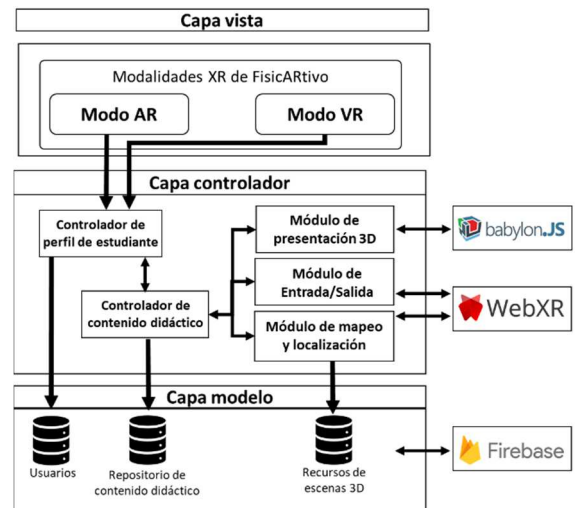 Capa vista
Modalidades XR de FisicARtivo
Modo AR
Modo VR
Capa controlador
Controlador de
perfil de estudiante
Controlador de
contenido didáctico
Módulo de
presentación 3D
Módulo de
Entrada/Salida
Módulo de mapeo
y localización
babylon.JS
WebXR
Capa modelo
Usuarios
Repositorio de
contenido didáctico
Recursos de
escenas 3D
Firebase